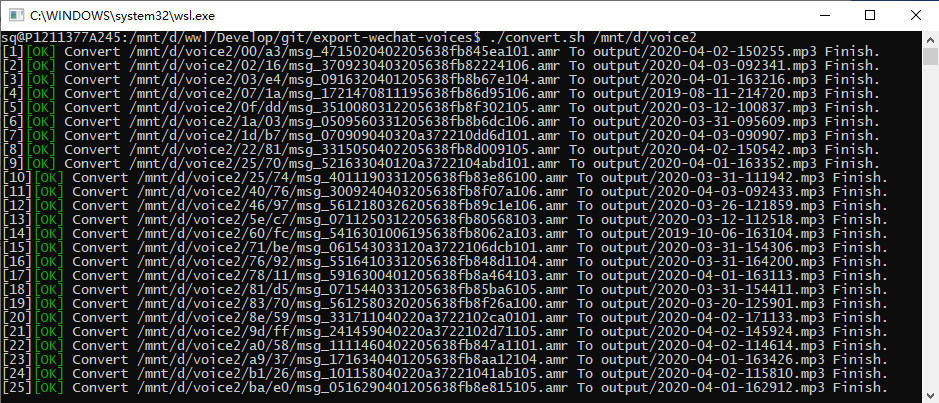 C:\WINDOWS\system32\wsl.exe
sq@P1211377A245:/mnt/d/wwl/Develop/git/export-wechat-voices$ ./convert.sh /mnt/d/voice2
[1][OK] Convert /mnt/d/voice2/00/a3/msg_4715020402205638fb845ea101.amr To output/2020-04-02-150255.mp3 Finish.
[2][OK] Convert /mnt/d/voice2/02/16/msg_3709230403205638fb82224106.amr To output/2020-04-03-092341.mp3 Finish.
[3][OK] Convert /mnt/d/voice2/03/e4/msg_0916320401205638fb8b67e104.amr To output/2020-04-01-163216.mp3 Finish.
[4][OK] Convert /mnt/d/voice2/07/1a/msg_1721470811195638fb86d95106.amr To output/2019-08-11-214720.mp3 Finish.
[5][OK] Convert /mnt/d/voice2/0f/dd/msg_3510080312205638fb8f302105.amr To output/2020-03-12-100837.mp3 Finish.
[6][OK] Convert /mnt/d/voice2/1a/03/msg_0509560331205638fb8b6dc106.amr To output/2020-03-31-095609.mp3 Finish.
[7][OK] Convert /mnt/d/voice2/1d/b7/msg_070909040320a372210dd6d101.amr To output/2020-04-03-090907.mp3 Finish.
[8][OK] Convert /mnt/d/voice2/22/81/msg_3315050402205638fb8d009105.amr To output/2020-04-02-150542.mp3 Finish.
[9][OK] Convert /mnt/d/voice2/25/70/msg_521633040120a3722104abd101.amr To output/2020-04-01-163352.mp3 Finish.
[10][OK] Convert /mnt/d/voice2/25/74/msg_4011190331205638fb83e86100.amr To output/2020-03-31-111942.mp3 Finish.
[11][OK] Convert /mnt/d/voice2/40/76/msg_3009240403205638fb8f07a106.amr To output/2020-04-03-092433.mp3 Finish.
[12][OK] Convert /mnt/d/voice2/46/97/msg_5612180326205638fb89c1e106.amr To output/2020-03-26-121859.mp3 Finish.
[13][OK] Convert /mnt/d/voice2/5e/c7/msg_0711250312205638fb80568103.amr To output/2020-03-12-112518.mp3 Finish.
[14][OK] Convert /mnt/d/voice2/60/fc/msg_5416301006195638fb8062a103.amr To output/2019-10-06-163104.mp3 Finish.
[15][OK] Convert /mnt/d/voice2/71/be/msg_061543033120a3722106dcb101.amr To output/2020-03-31-154306.mp3 Finish.
[16][OK] Convert /mnt/d/voice2/76/92/msg_5516410331205638fb848d1104.amr To output/2020-03-31-164200.mp3 Finish.
[17][OK] Convert /mnt/d/voice2/78/11/msg_5916300401205638fb8a464103.amr To output/2020-04-01-163113.mp3 Finish.
[18][OK] Convert /mnt/d/voice2/81/d5/msg_0715440331205638fb85ba6105.amr To output/2020-03-31-154411.mp3 Finish.
[19][OK] Convert /mnt/d/voice2/83/70/msg_5612580320205638fb8f26a100.amr To output/2020-03-20-125901.mp3 Finish.
[20][OK] Convert /mnt/d/voice2/8e/59/msg_331711040220a3722102ca0101.amr To output/2020-04-02-171133.mp3 Finish.
[21][OK] Convert /mnt/d/voice2/9d/ff/msg_241459040220a3722102d71105.amr To output/2020-04-02-145924.mp3 Finish.
[22][OK] Convert /mnt/d/voice2/a0/58/msg_1111460402205638fb847a1101.amr To output/2020-04-02-114614.mp3 Finish.
[23][OK] Convert /mnt/d/voice2/a9/37/msg_1716340401205638fb8aa12104.amr To output/2020-04-01-163426.mp3 Finish.
[24][OK] Convert /mnt/d/voice2/b1/26/msg_101158040220a37221041ab105.amr To output/2020-04-02-115810.mp3 Finish.
[25][OK] Convert /mnt/d/voice2/ba/e0/msg_0516290401205638fb8e815105.amr To output/2020-04-01-162912.mp3 Finish.